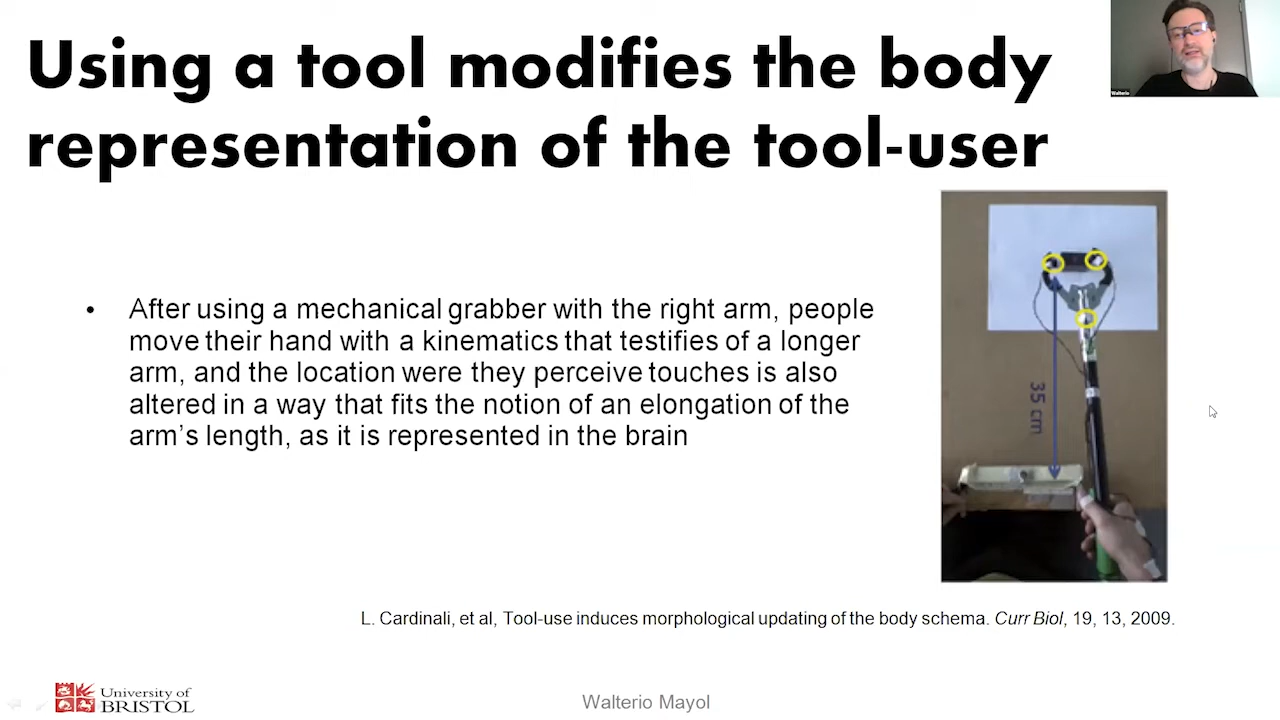 Using a tool modifies the body
representation of the tool-user
Walterio
• After using a mechanical grabber with the right arm, people
move their hand with a kinematics that testifies of a longer
arm, and the location were they perceive touches is also
altered in a way that fits the notion of an elongation of the
arm’s length, as it is represented in the brain
35 cm
L. Cardinali, et al, Tool-use induces morphological updating of the body schema. Curr Biol, 19, 13, 2009.
University of
BRISTOL
Walterio Mayol